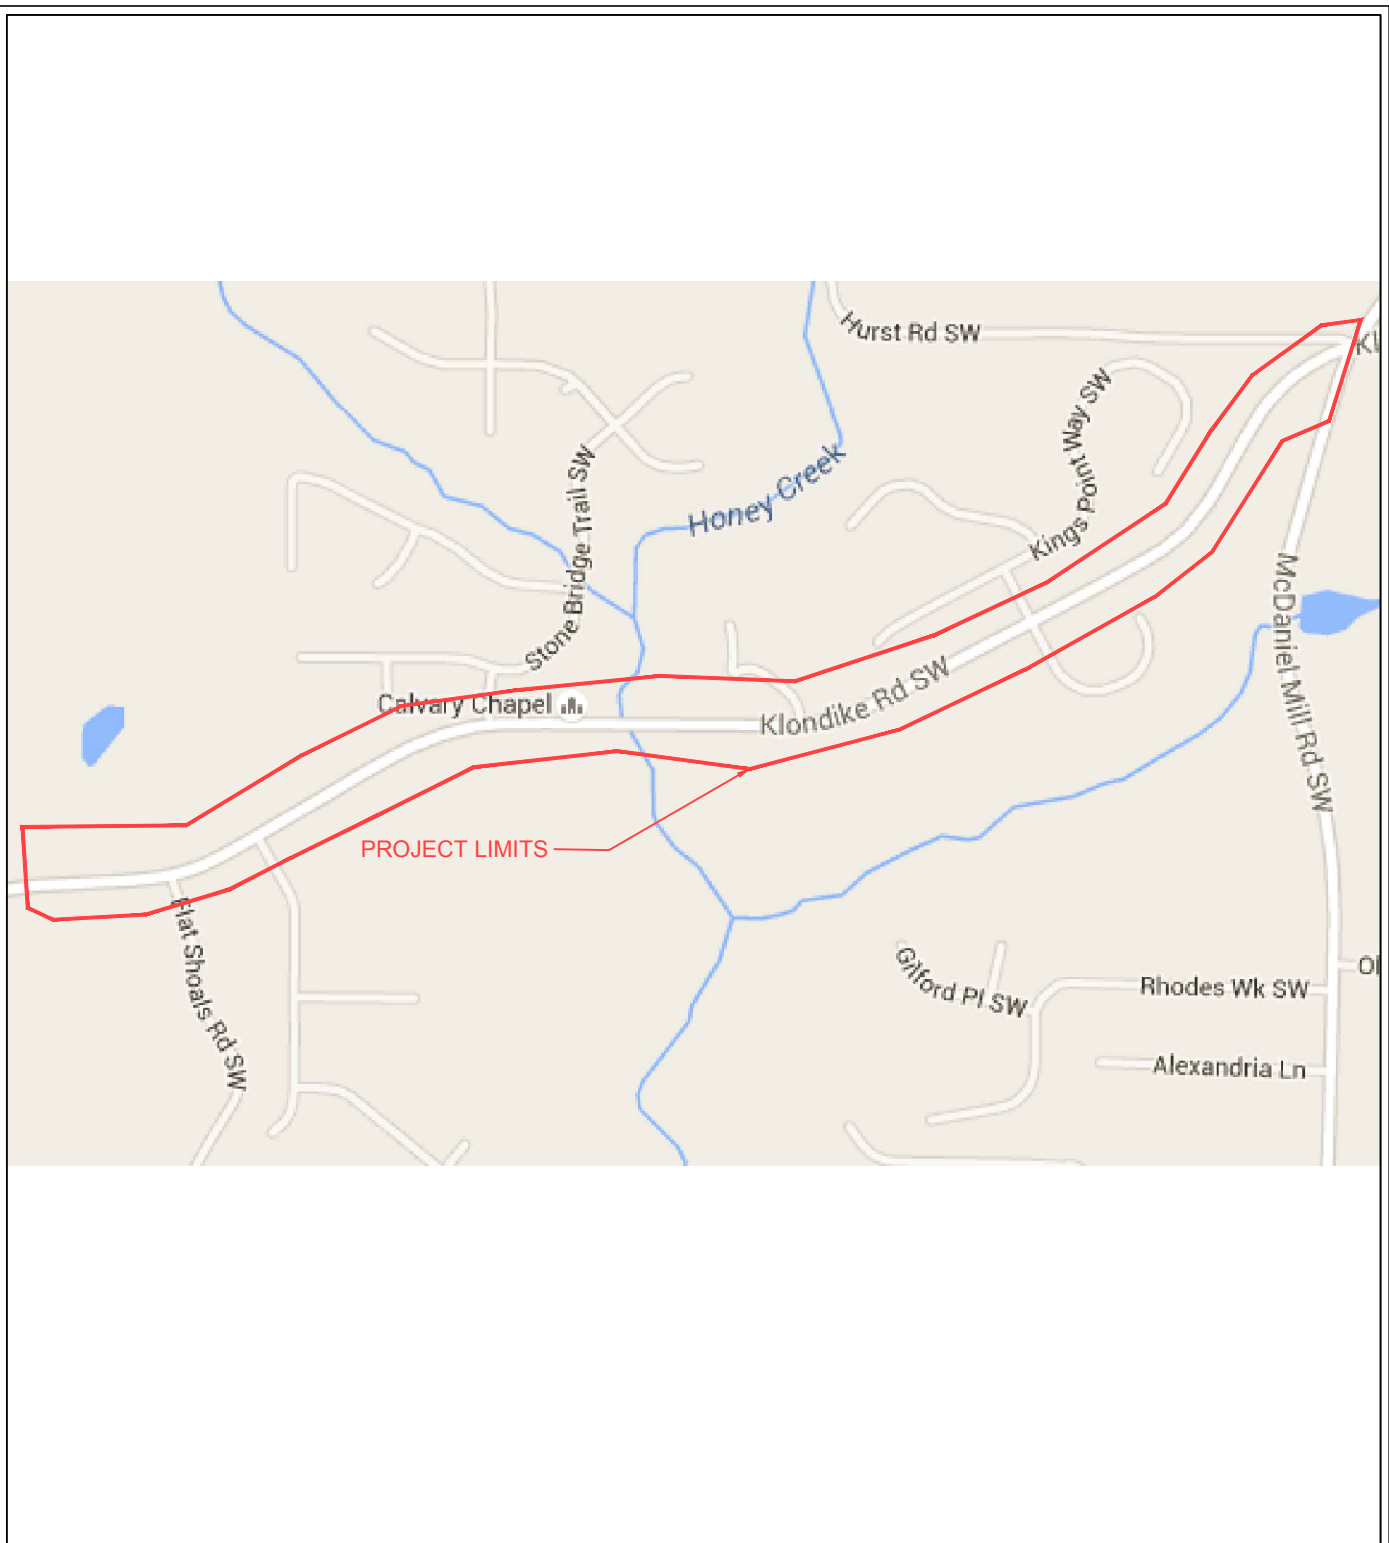 Hurst Rd SW
Kl
Kings Point Way SW
Honey Creek
Stone Bridge Trail SW
McDaniel Mill Rd SW
Calvary Chapel
Klondike Rd SW
PROJECT LIMITS
Flat Shoals Rd SW
Gilford Pl SW
Ol
Rhodes Wk SW
Alexandria Ln